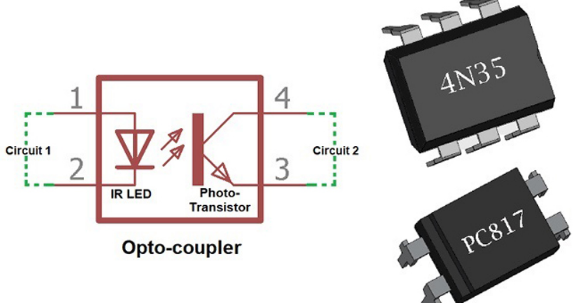 1
4
Circuit 1
Circuit 2
2
3
IR LED
Photo-
Transistor
Opto-coupler
4N35
PC817